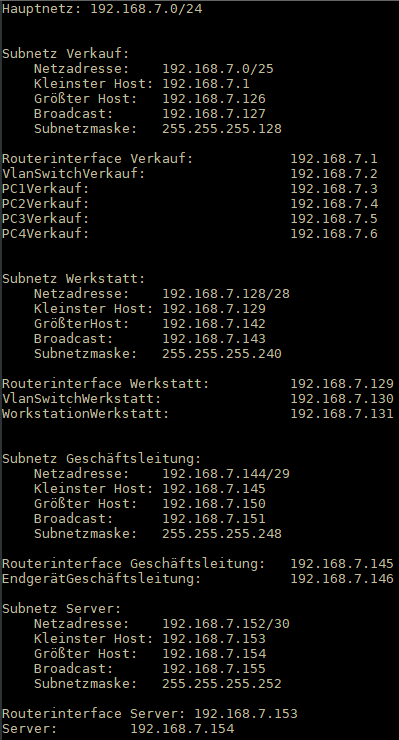 Hauptnetz: 192.168.7.0/24
Subnetz Verkauf:
Netzadresse: 192.168.7.0/25
Kleinster Host: 192.168.7.1
Größter Host: 192.168.7.126
Broadcast: 192.168.7.127
Subnetzmaske: 255.255.255.128
Routerinterface Verkauf: 192.168.7.1
VlanSwitchVerkauf: 192.168.7.2
PC1Verkauf: 192.168.7.3
PC2Verkauf: 192.168.7.4
PC3Verkauf: 192.168.7.5
PC4Verkauf: 192.168.7.6
Subnetz Werkstatt:
Netzadresse: 192.168.7.128/28
Kleinster Host: 192.168.7.129
GrößterHost: 192.168.7.142
Broadcast: 192.168.7.143
Subnetzmaske: 255.255.255.240
Routerinterface Werkstatt: 192.168.7.129
VlanSwitchWerkstatt: 192.168.7.130
WorkstationWerkstatt: 192.168.7.131
Subnetz Geschäftsleitung:
Netzadresse: 192.168.7.144/29
Kleinster Host: 192.168.7.145
Größter Host: 192.168.7.150
Broadcast: 192.168.7.151
Subnetzmaske: 255.255.255.248
Routerinterface Geschäftsleitung: 192.168.7.145
EndgerätGeschäftsleitung: 192.168.7.146
Subnetz Server:
Netzadresse: 192.168.7.152/30
Kleinster Host: 192.168.7.153
Größter Host: 192.168.7.154
Broadcast: 192.168.7.155
Subnetzmaske: 255.255.255.252
Routerinterface Server: 192.168.7.153
Server: 192.168.7.154